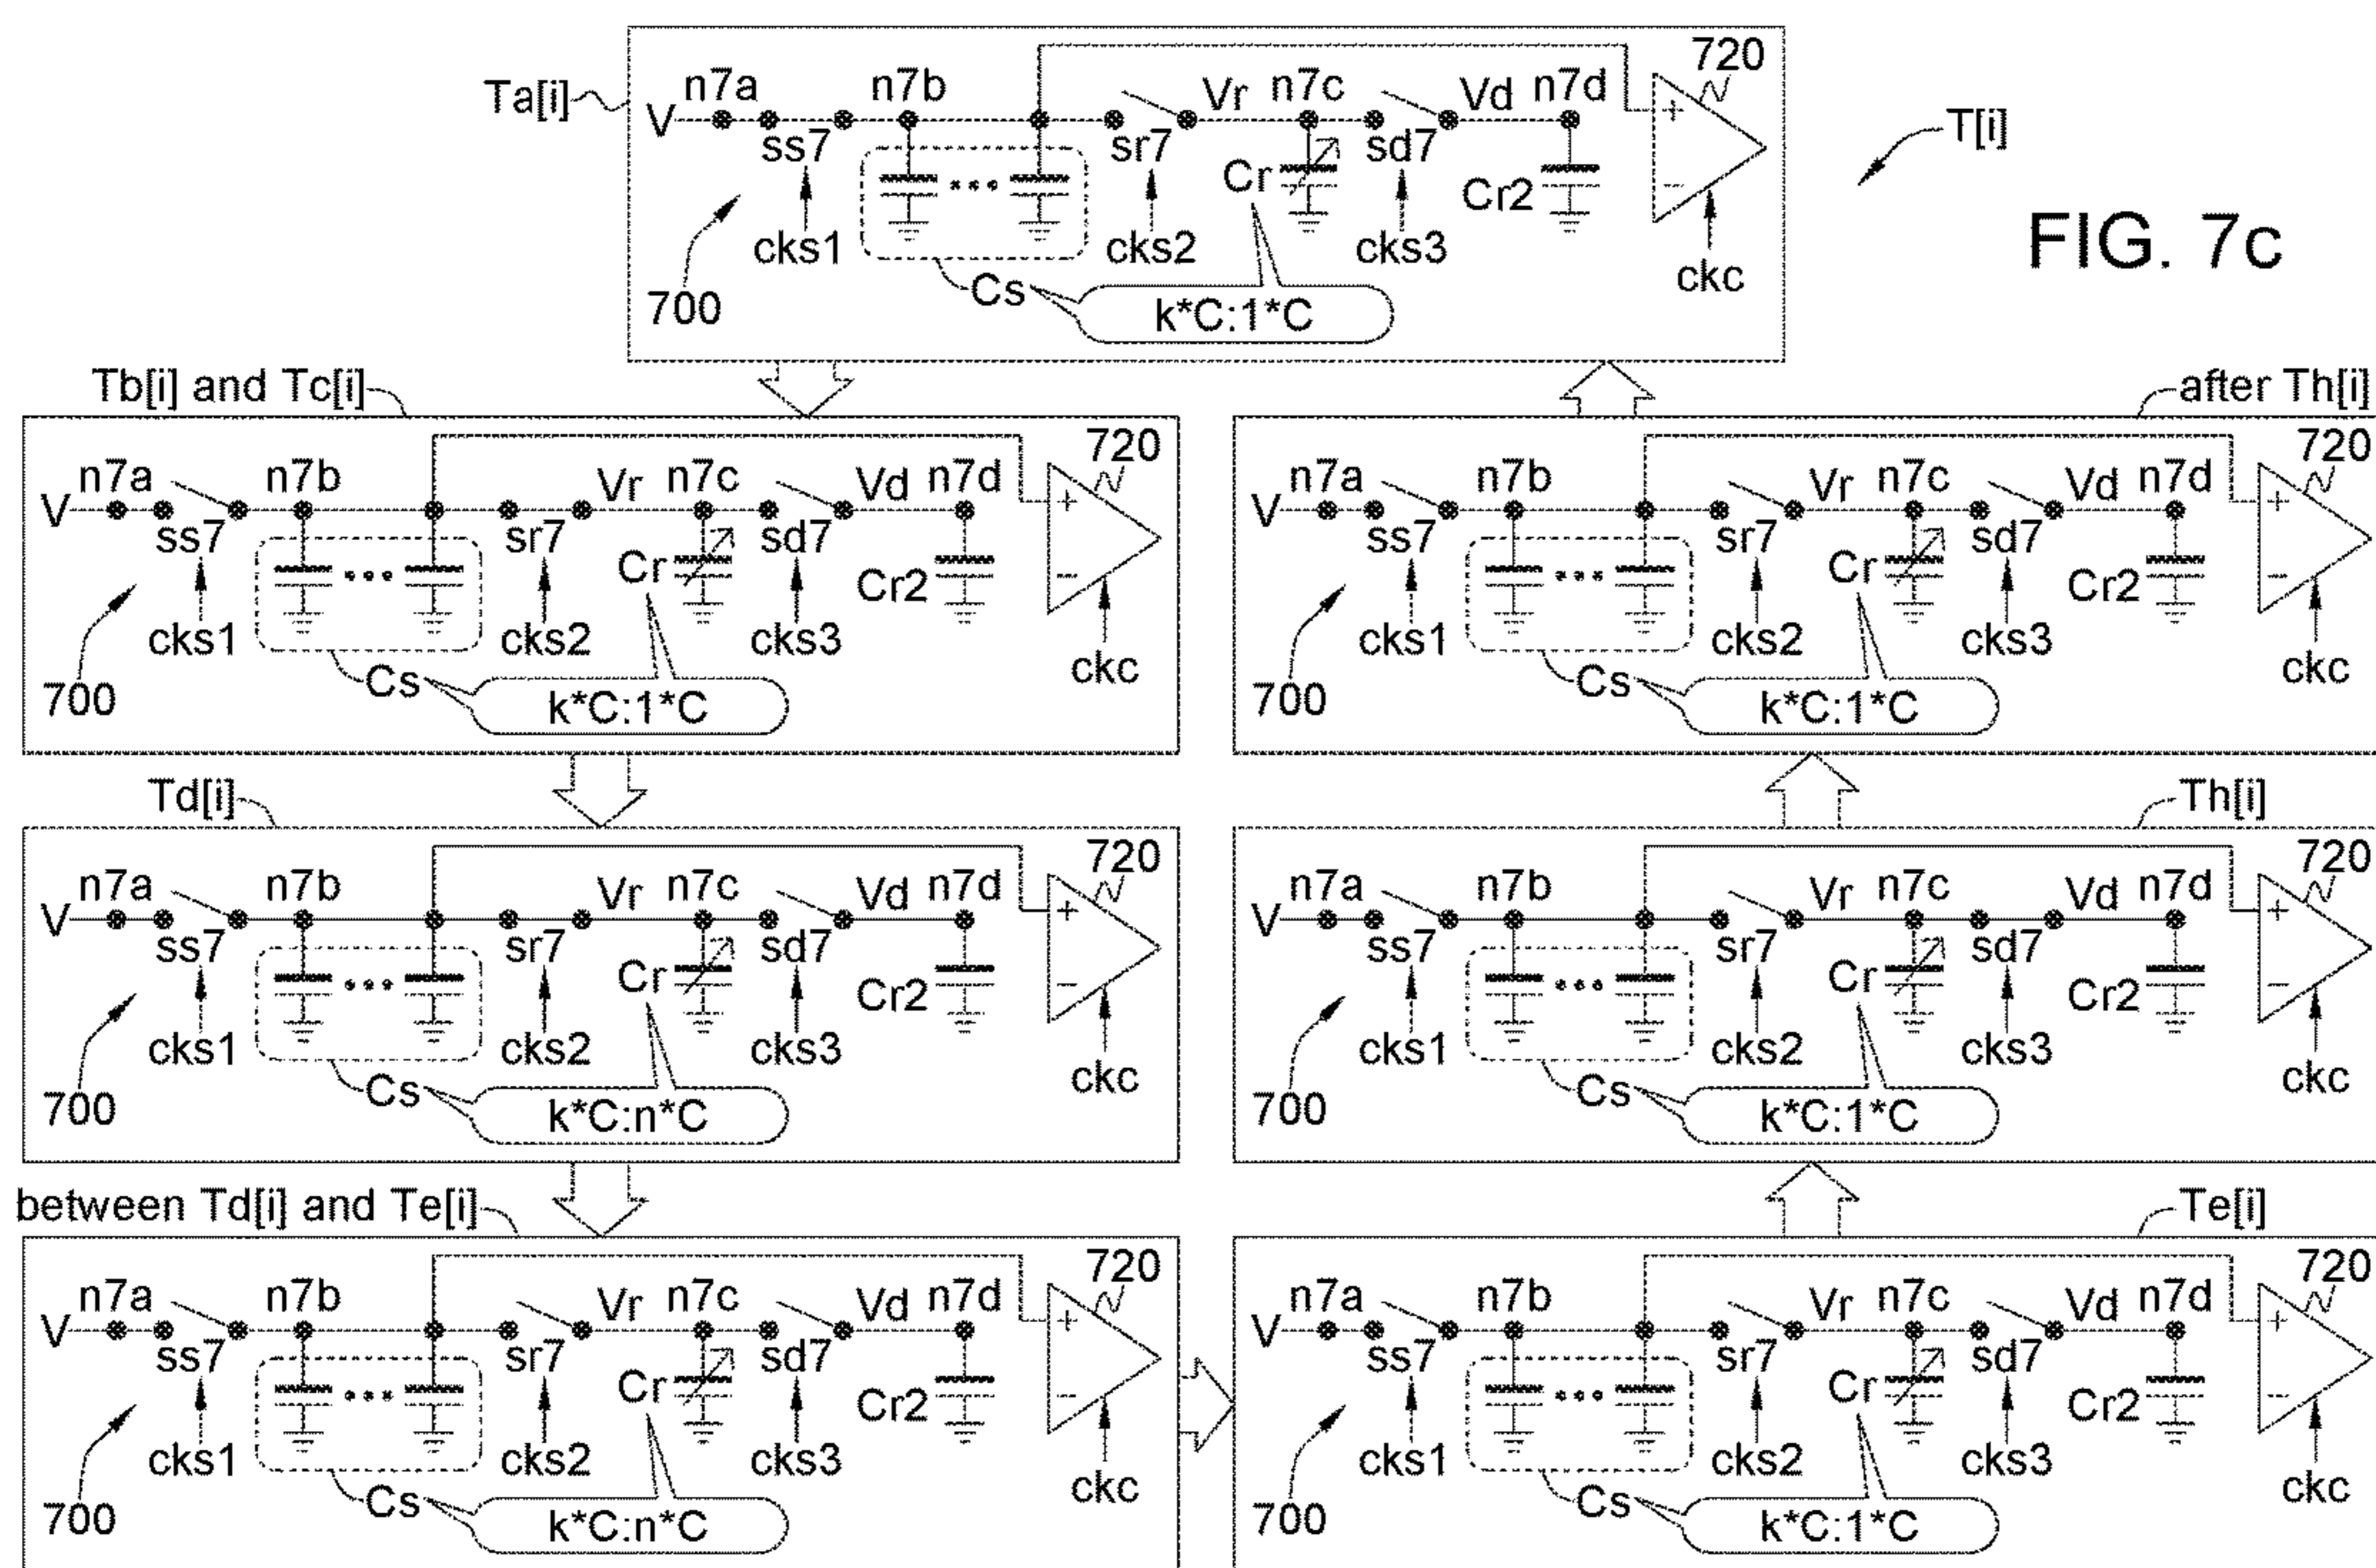 Ta[i]
V n7a n7b Vr n7c Vd n7d 720
ss7 sr7 sd7
+
−
Cr Cr2
cks1 cks2 cks3 ckc
700 Cs k*C:1*C
T[i]
FIG. 7c
Tb[i] and Tc[i]
V n7a n7b Vr n7c Vd n7d 720
ss7 sr7 sd7
+
−
Cr Cr2
cks1 cks2 cks3 ckc
700 Cs k*C:1*C
after Th[i]
V n7a n7b Vr n7c Vd n7d 720
ss7 sr7 sd7
+
−
Cr Cr2
cks1 cks2 cks3 ckc
700 Cs k*C:1*C
Td[i]
V n7a n7b Vr n7c Vd n7d 720
ss7 sr7 sd7
+
−
Cr Cr2
cks1 cks2 cks3 ckc
700 Cs k*C:n*C
Th[i]
V n7a n7b Vr n7c Vd n7d 720
ss7 sr7 sd7
+
−
Cr Cr2
cks1 cks2 cks3 ckc
700 Cs k*C:1*C
between Td[i] and Te[i]
V n7a n7b Vr n7c Vd n7d 720
ss7 sr7 sd7
+
−
Cr Cr2
cks1 cks2 cks3 ckc
700 Cs k*C:n*C
Te[i]
V n7a n7b Vr n7c Vd n7d 720
ss7 sr7 sd7
+
−
Cr Cr2
cks1 cks2 cks3 ckc
700 Cs k*C:1*C